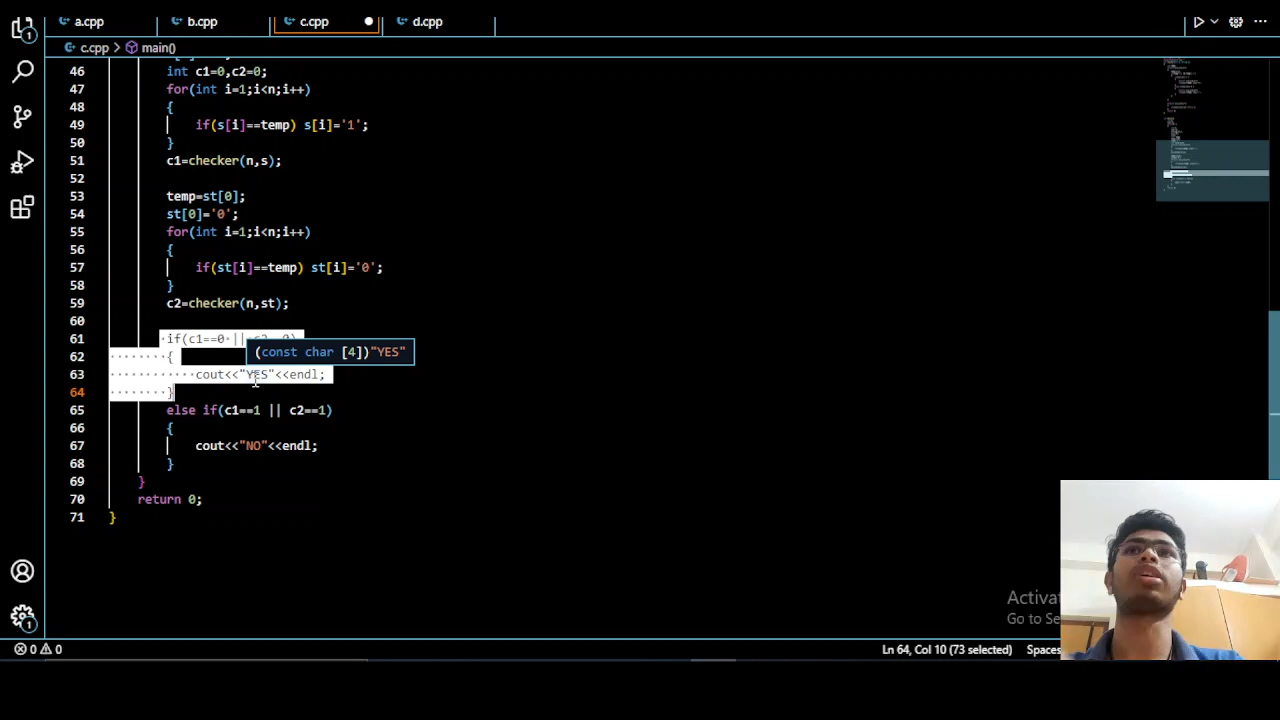 a.cpp b.cpp c.cpp d.cpp
c.cpp > main()
46 int c1=0,c2=0;
47 for(int i=1;i<n;i++)
48 {
49 if(s[i]==temp) s[i]='1';
50 }
51 c1=checker(n,s);
52
53 temp=st[0];
54 st[0]='0';
55 for(int i=1;i<n;i++)
56 {
57 if(st[i]==temp) st[i]='0';
58 }
59 c2=checker(n,st);
60
61 if(c1==0 ||
(const char [4])"YES"
62 {
63 cout<<"YES"<<endl;
64 }
65 else if(c1==1 || c2==1)
66 {
67 cout<<"NO"<<endl;
68 }
69 }
70 return 0;
71 }
1
1
Go to
0 0 Ln 64, Col 10 (73 selected) Spaces